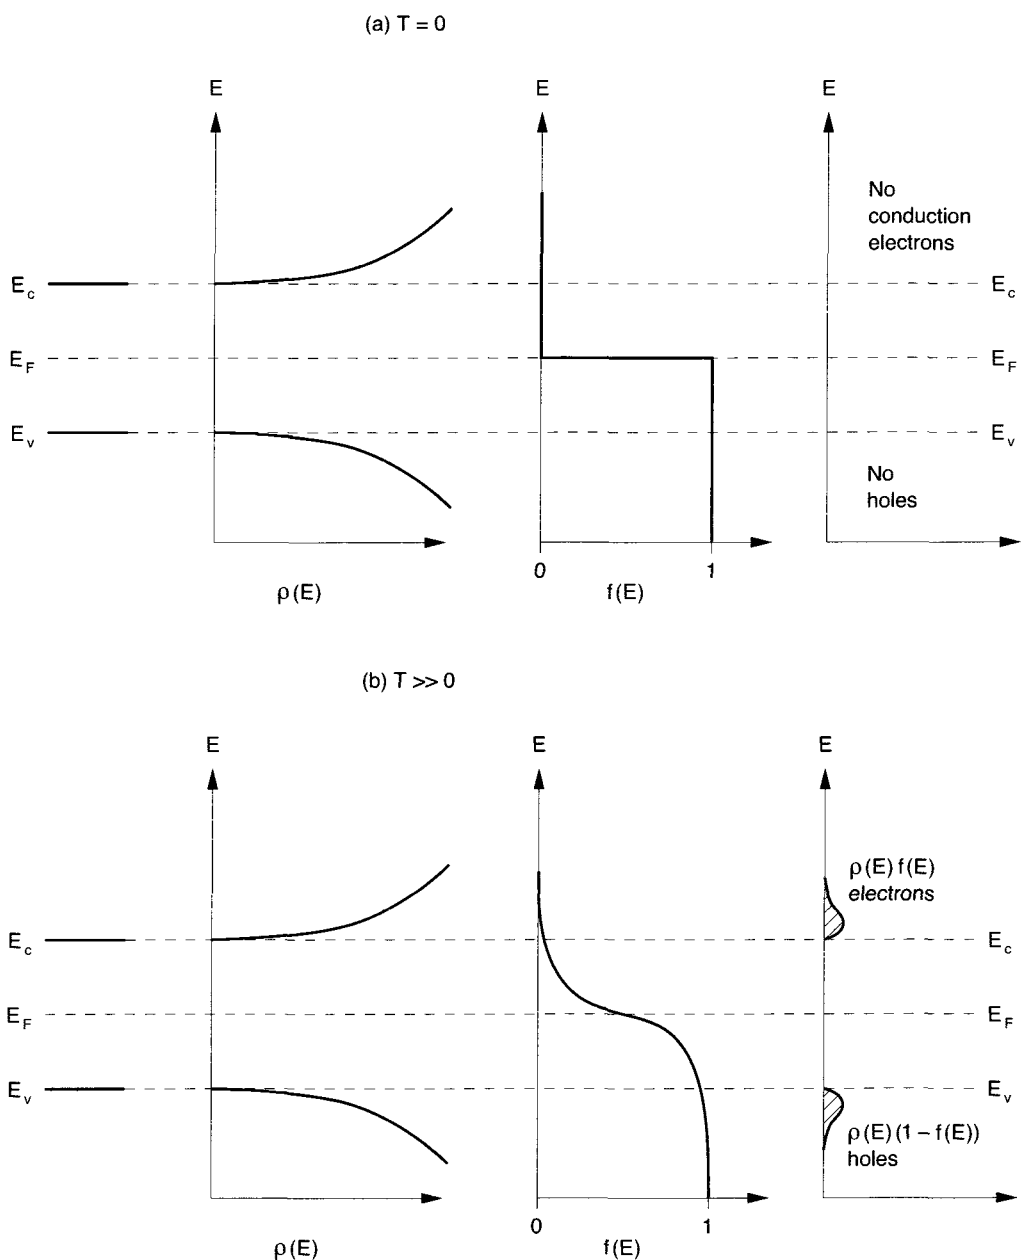 (a) T = 0
E E E
No
conduction
electrons
E_c E_c
E_F E_F
E_v E_v
No
holes
0 1
ρ(E) f(E)
(b) T >> 0
E E E
ρ(E) f(E)
electrons
E_c E_c
E_F E_F
E_v E_v
ρ(E) (1 – f(E))
holes
0 1
ρ(E) f(E)